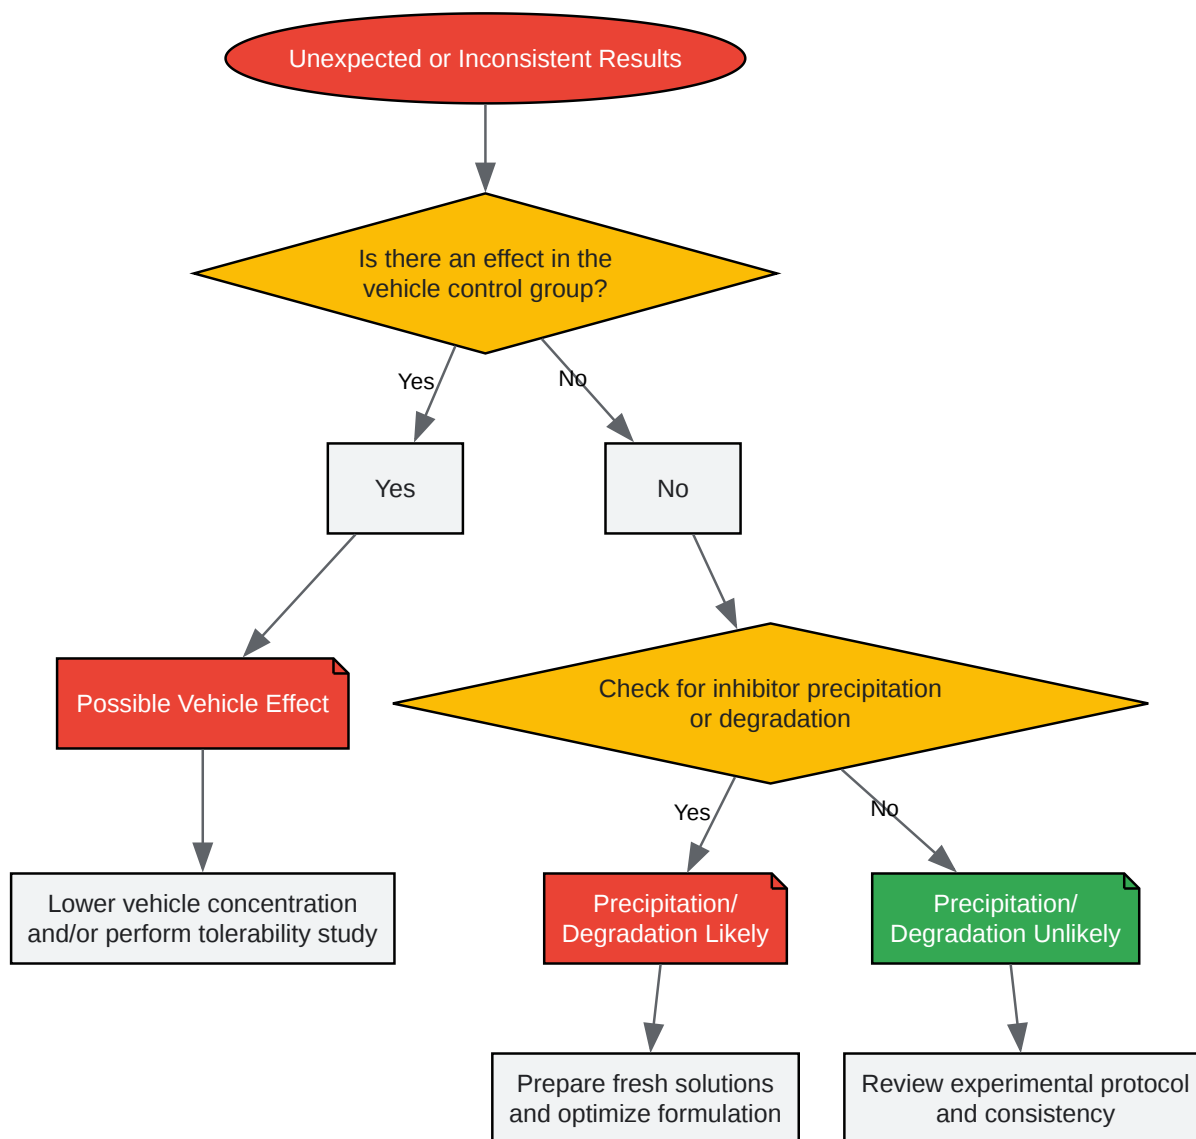 Unexpected or Inconsistent Results
Is there an effect in the
vehicle control group?
Yes
No
Yes
No
Possible Vehicle Effect
Check for inhibitor precipitation
or degradation
Yes
No
Lower vehicle concentration
and/or perform tolerability study
Precipitation/
Degradation Likely
Precipitation/
Degradation Unlikely
Prepare fresh solutions
and optimize formulation
Review experimental protocol
and consistency